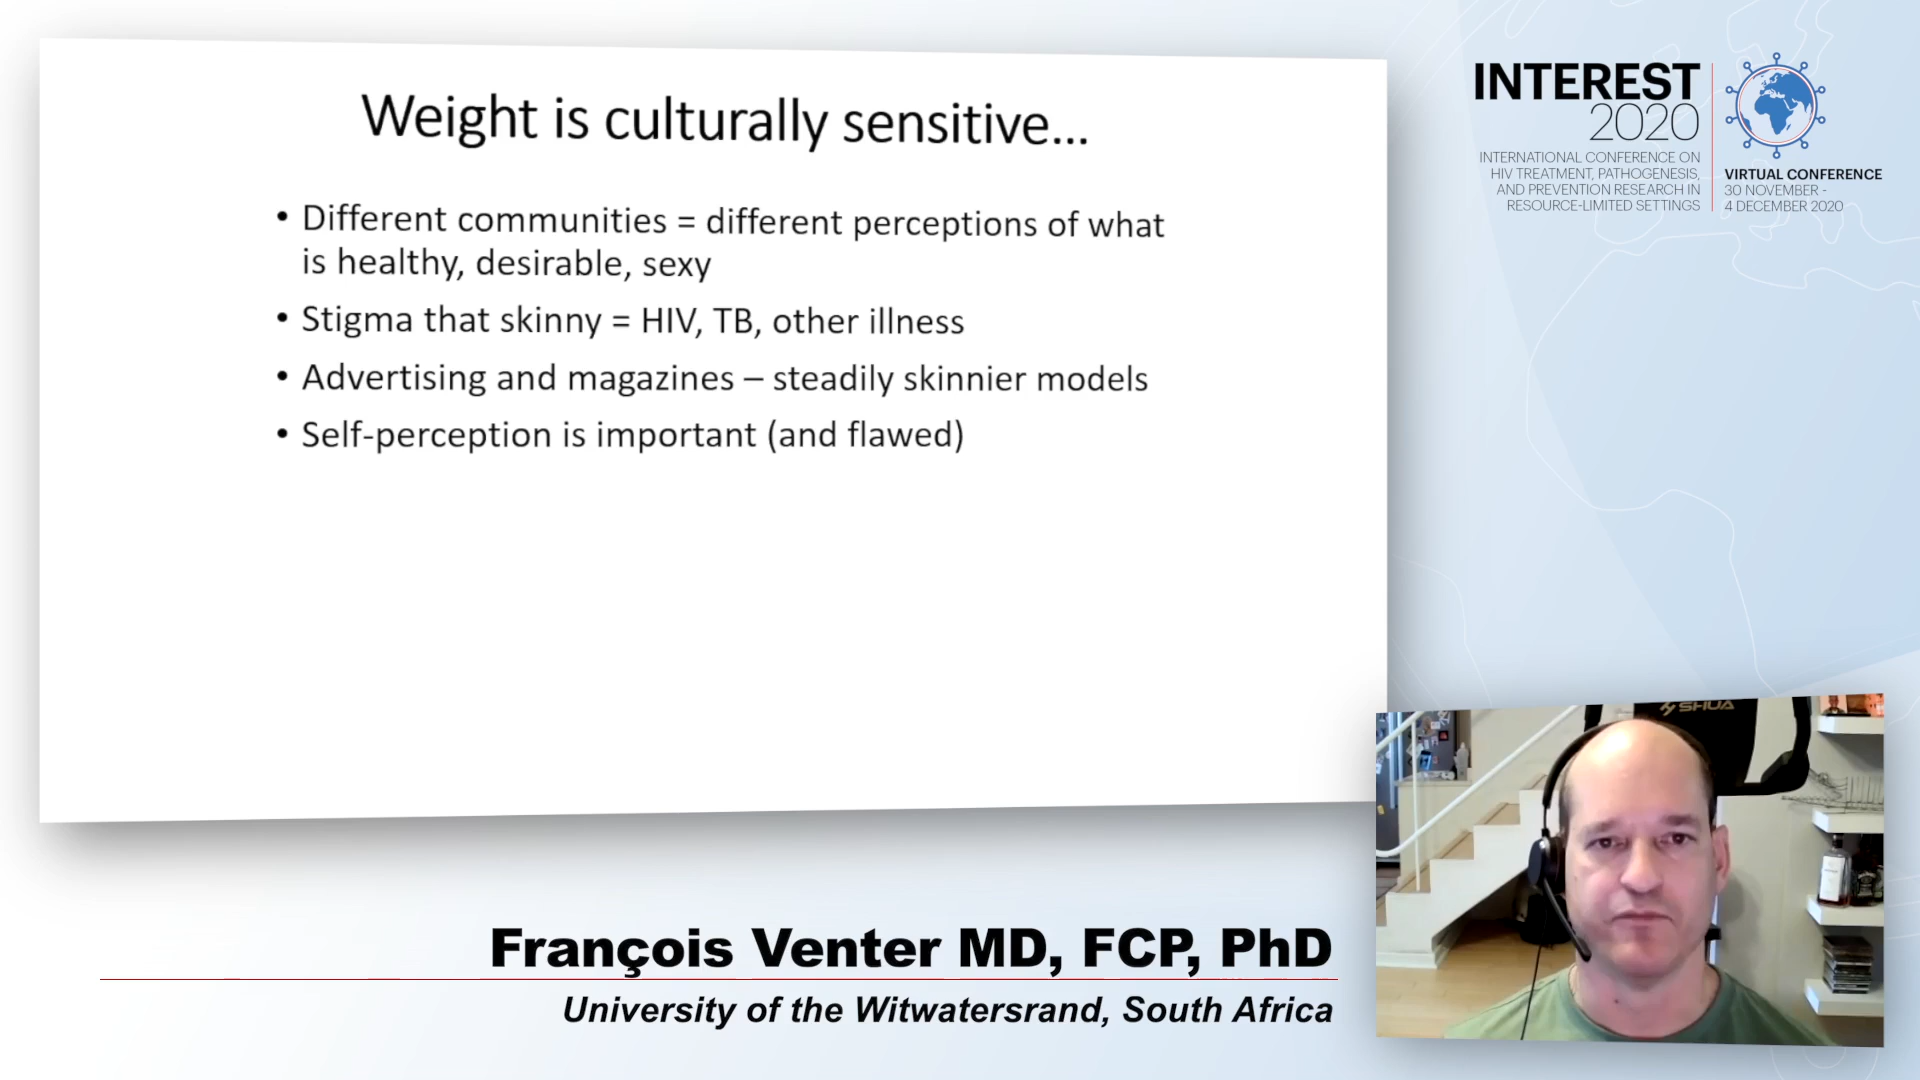 Weight is culturally sensitive...
• Different communities = different perceptions of what
is healthy, desirable, sexy
• Stigma that skinny = HIV, TB, other illness
• Advertising and magazines – steadily skinnier models
• Self-perception is important (and flawed)
INTEREST
2020
INTERNATIONAL CONFERENCE ON
HIV TREATMENT, PATHOGENESIS,
AND PREVENTION RESEARCH IN
RESOURCE-LIMITED SETTINGS
VIRTUAL CONFERENCE
30 NOVEMBER -
4 DECEMBER 2020
SHUA
François Venter MD, FCP, PhD
University of the Witwatersrand, South Africa